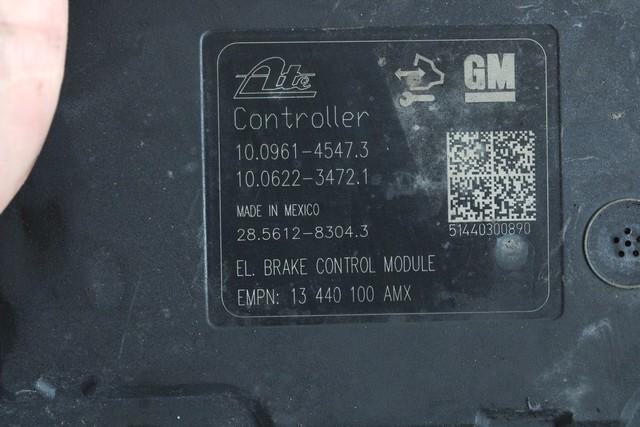 Ate
GM
Controller
10.0961-4547.3
10.0622-3472.1
MADE IN MEXICO
28.5612-8304.3
51440300890
EL. BRAKE CONTROL MODULE
EMPN: 13 440 100 AMX